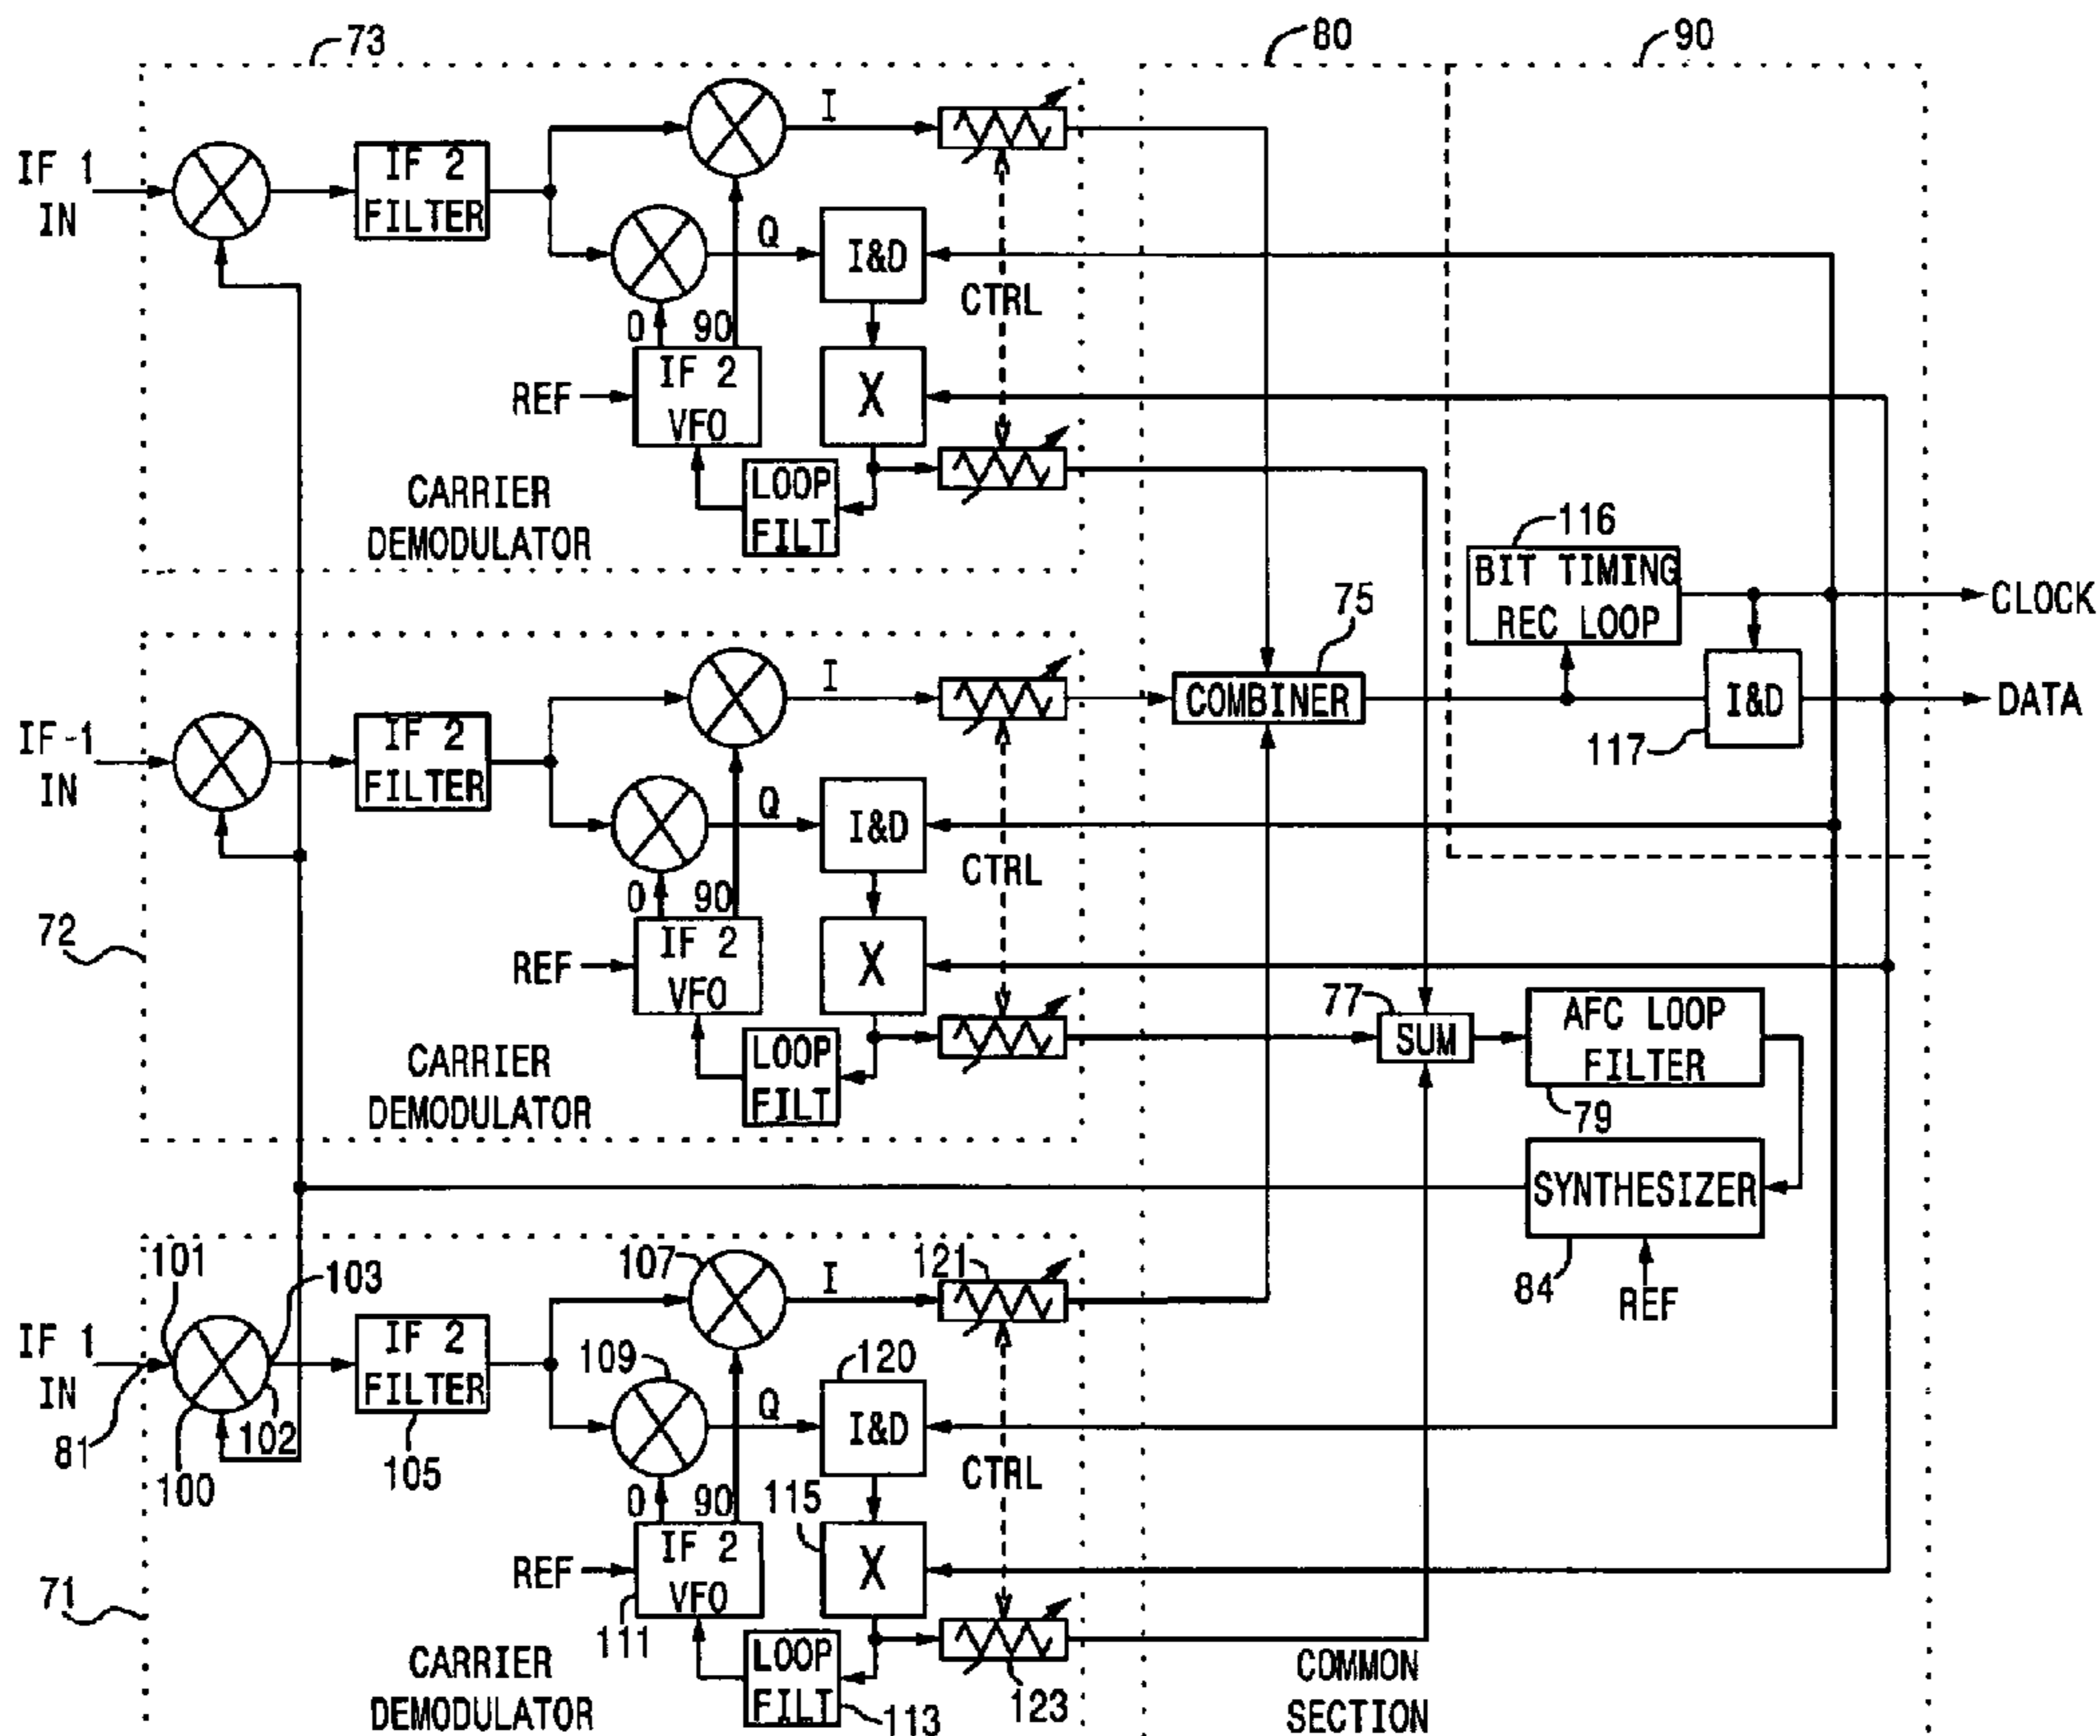 73
80
90
IF 1
IN
IF 2
FILTER
I
Q
I&D
CTRL
0
90
REF
IF 2
VFO
X
LOOP
FILT
CARRIER
DEMODULATOR
116
BIT TIMING
REC LOOP
CLOCK
75
COMBINER
I&D
DATA
117
IF-1
IN
IF 2
FILTER
I
Q
I&D
CTRL
0
90
72
REF
IF 2
VFO
X
LOOP
FILT
CARRIER
DEMODULATOR
77
SUM
AFC LOOP
FILTER
79
SYNTHESIZER
84
REF
101
103
107
I
121
IF 1
IN
81
100
102
IF 2
FILTER
105
109
Q
120
I&D
CTRL
0
90
115
REF
IF 2
VFO
111
X
71
LOOP
FILT
113
123
CARRIER
DEMODULATOR
COMMON
SECTION